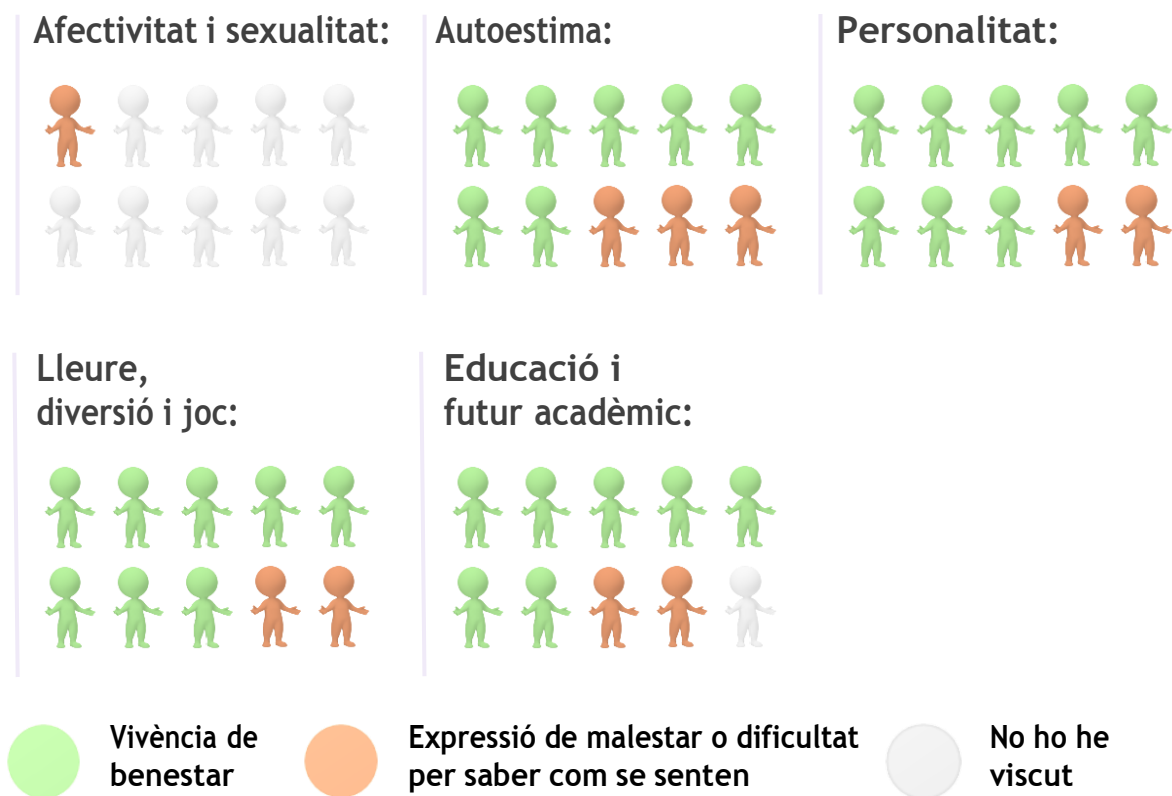 Afectivitat i sexualitat:
Autoestima:
Personalitat:
Lleure,
diversió i joc:
Educació i
futur acadèmic:
Vivència de
benestar
Expressió de malestar o dificultat
per saber com se senten
No ho he
viscut